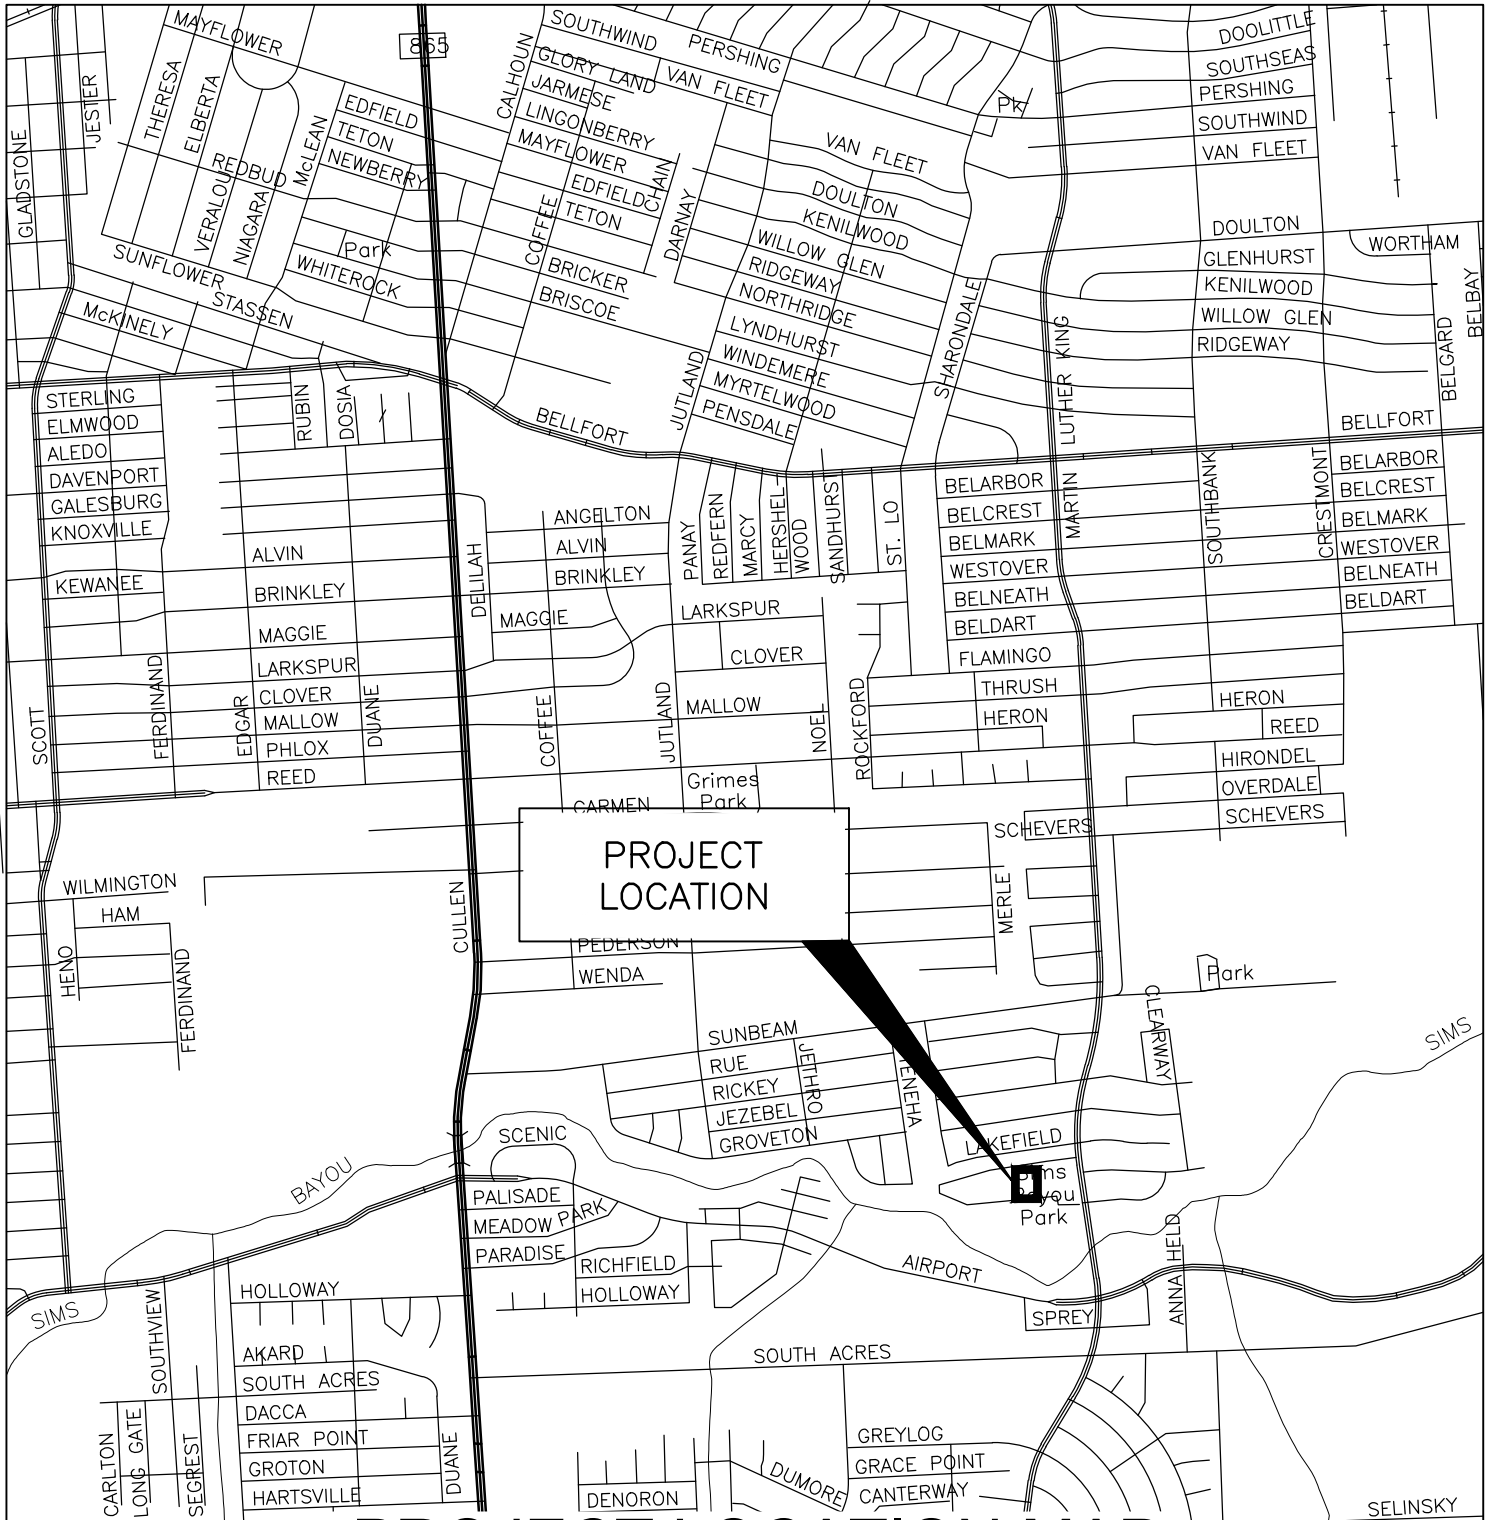 MAYFLOWER
865
SOUTHWIND
PERSHING
DOOLITTLE
SOUTHSEAS
PERSHING
SOUTHWIND
VAN FLEET
GLORY LAND
VAN FLEET
JARMESE
LINGONBERRY
MAYFLOWER
EDFIELD
TETON
CALHOUN
COFFEE
CHAIN
DARNAY
JESTER
THERESA
ELBERTA
GLADSTONE
VERALOU
NIAGARA
REDBUD
McLEAN
EDFIELD
TETON
NEWBERRY
Pk
VAN FLEET
DOULTON
KENILWOOD
WILLOW GLEN
RIDGEWAY
NORTHRIDGE
LYNDHURST
WINDEMERE
MYRTELWOOD
PENSDALE
DOULTON
WORTHAM
GLENHURST
KENILWOOD
WILLOW GLEN
RIDGEWAY
BELGARD
BELBAY
Park
WHITEROCK
SUNFLOWER
STASSEN
McKINELY
BRICKER
BRISCOE
JUTLAND
SHARONDALE
LUTHER KING
BELLFORT
BELLFORT
STERLING
ELMWOOD
ALEDO
DAVENPORT
GALESBURG
KNOXVILLE
KEWANEE
RUBIN
DOSIA
ALVIN
BRINKLEY
MAGGIE
LARKSPUR
CLOVER
MALLOW
PHLOX
REED
SCOTT
FERDINAND
EDGAR
DUANE
DELILAH
ANGELTON
ALVIN
BRINKLEY
MAGGIE
PANAY
REDFERN
MARCY
HERSHEL-
WOOD
SANDHURST
ST. LO
LARKSPUR
CLOVER
MALLOW
COFFEE
JUTLAND
NOEL
ROCKFORD
BELARBOR
BELCREST
BELMARK
WESTOVER
BELNEATH
BELDART
FLAMINGO
THRUSH
HERON
MARTIN
SOUTHBANK
CRESTMONT
BELARBOR
BELCREST
BELMARK
WESTOVER
BELNEATH
BELDART
HERON
REED
HIRONDEL
OVERDALE
SCHEVERS
SCHEVERS
Grimes
Park
CARMEN
PROJECT
LOCATION
MERLE
WILMINGTON
HAM
HENO
FERDINAND
CULLEN
PEDERSON
WENDA
Park
CLEARWAY
SIMS
SUNBEAM
RUE
RICKEY
JEZEBEL
GROVETON
JETHRO
TENEHA
LAKEFIELD
Sims
Bayou
Park
BAYOU
SCENIC
PALISADE
MEADOW PARK
PARADISE
RICHFIELD
HOLLOWAY
AIRPORT
ANNA HELD
SPREY
SIMS
HOLLOWAY
SOUTHVIEW
AKARD
SOUTH ACRES
SOUTH ACRES
DACCA
FRIAR POINT
GROTON
HARTSVILLE
CARLTON
LONG GATE
SEGREST
DUANE
DENORON
DUMORE
GREYLOG
GRACE POINT
CANTERWAY
SELINSKY
PROJECT LOCATION MAP